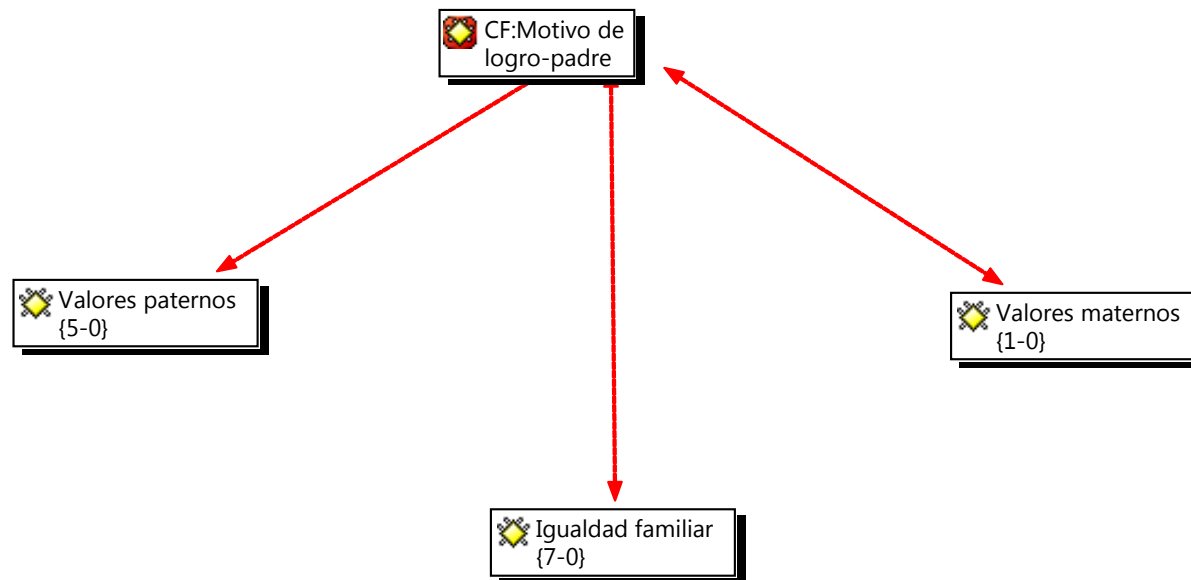 CF:Motivo de
logro-padre
Valores paternos
{5-0}
Valores maternos
{1-0}
Igualdad familiar
{7-0}